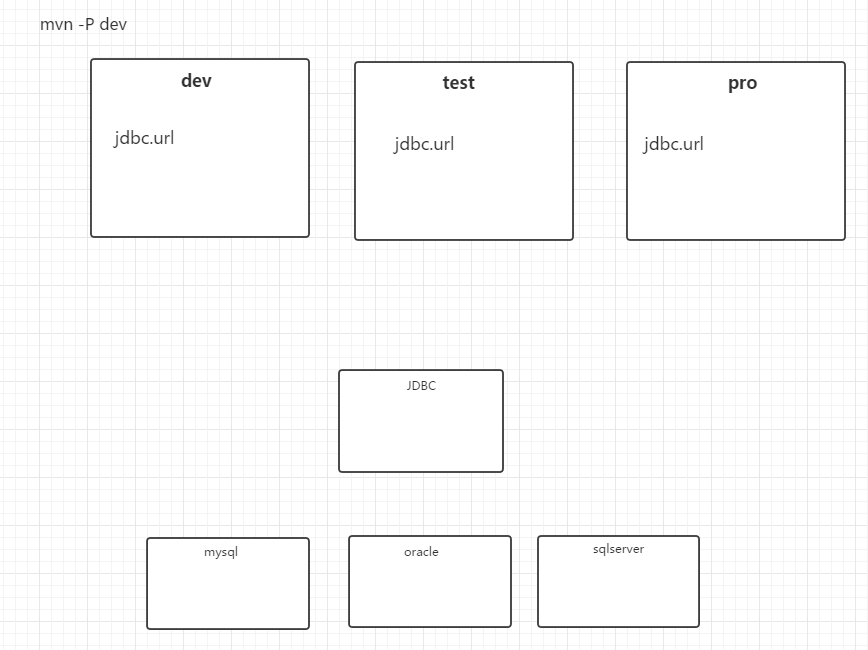 mvn -P dev
dev
test
pro
jdbc.url
jdbc.url
jdbc.url
JDBC
mysql
oracle
sqlserver